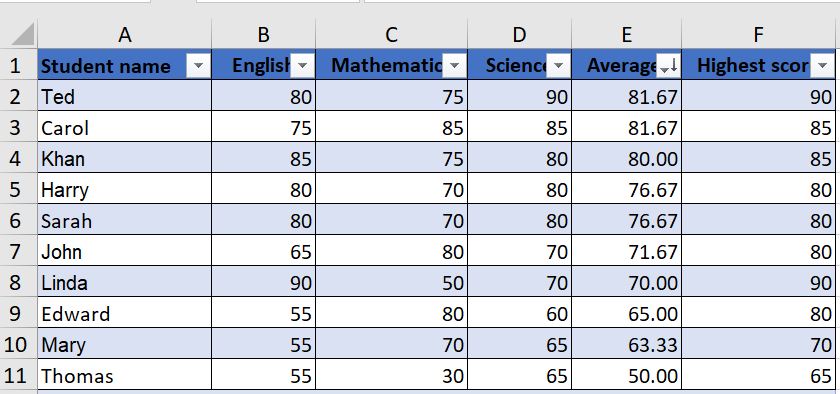 A B C D E F
1 Student name English Mathematic Science Average Highest scor
2 Ted 80 75 90 81.67 90
3 Carol 75 85 85 81.67 85
4 Khan 85 75 80 80.00 85
5 Harry 80 70 80 76.67 80
6 Sarah 80 70 80 76.67 80
7 John 65 80 70 71.67 80
8 Linda 90 50 70 70.00 90
9 Edward 55 80 60 65.00 80
10 Mary 55 70 65 63.33 70
11 Thomas 55 30 65 50.00 65